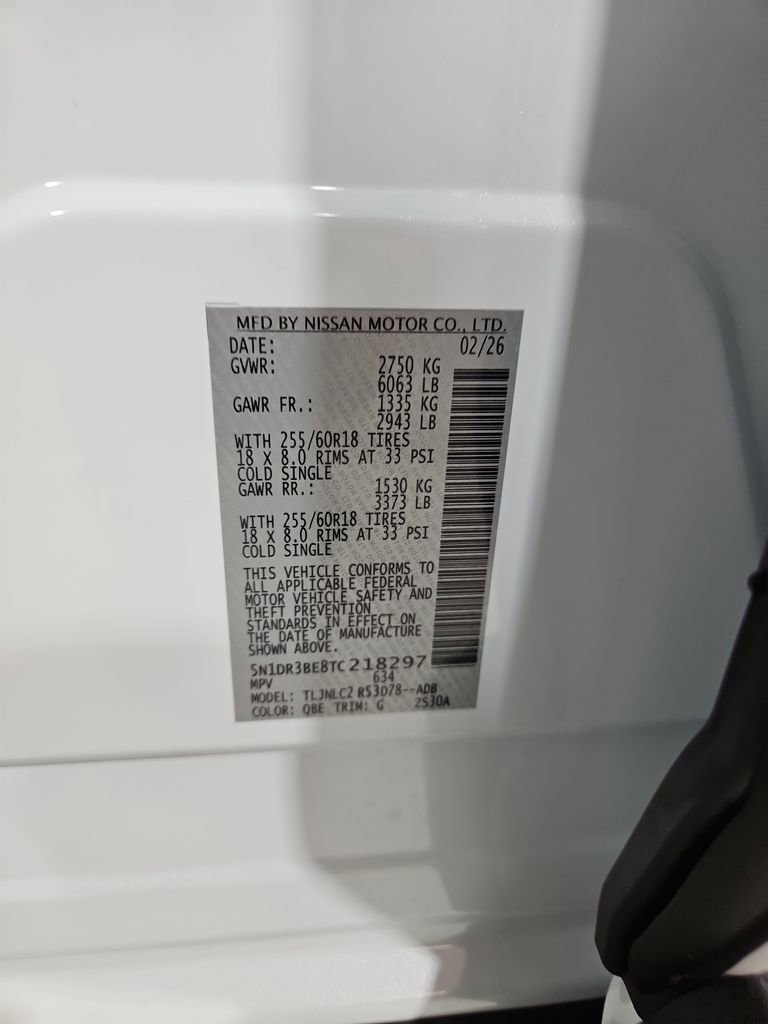 MFD BY NISSAN MOTOR CO., LTD.
DATE: 02/26
GVWR: 2750 KG
6063 LB
GAWR FR.: 1335 KG
2943 LB
WITH 255/60R18 TIRES
18 X 8.0 RIMS AT 33 PSI
COLD SINGLE
GAWR RR.: 1530 KG
3373 LB
WITH 255/60R18 TIRES
18 X 8.0 RIMS AT 33 PSI
COLD SINGLE
THIS VEHICLE CONFORMS TO
ALL APPLICABLE FEDERAL
MOTOR VEHICLE SAFETY AND
THEFT PREVENTION
STANDARDS IN EFFECT ON
THE DATE OF MANUFACTURE
SHOWN ABOVE.
5N1DR3BE8TC218297
MPV 634
MODEL: TLJNLC2 R53D78--ADB
COLOR: QBE TRIM: G ZS30A